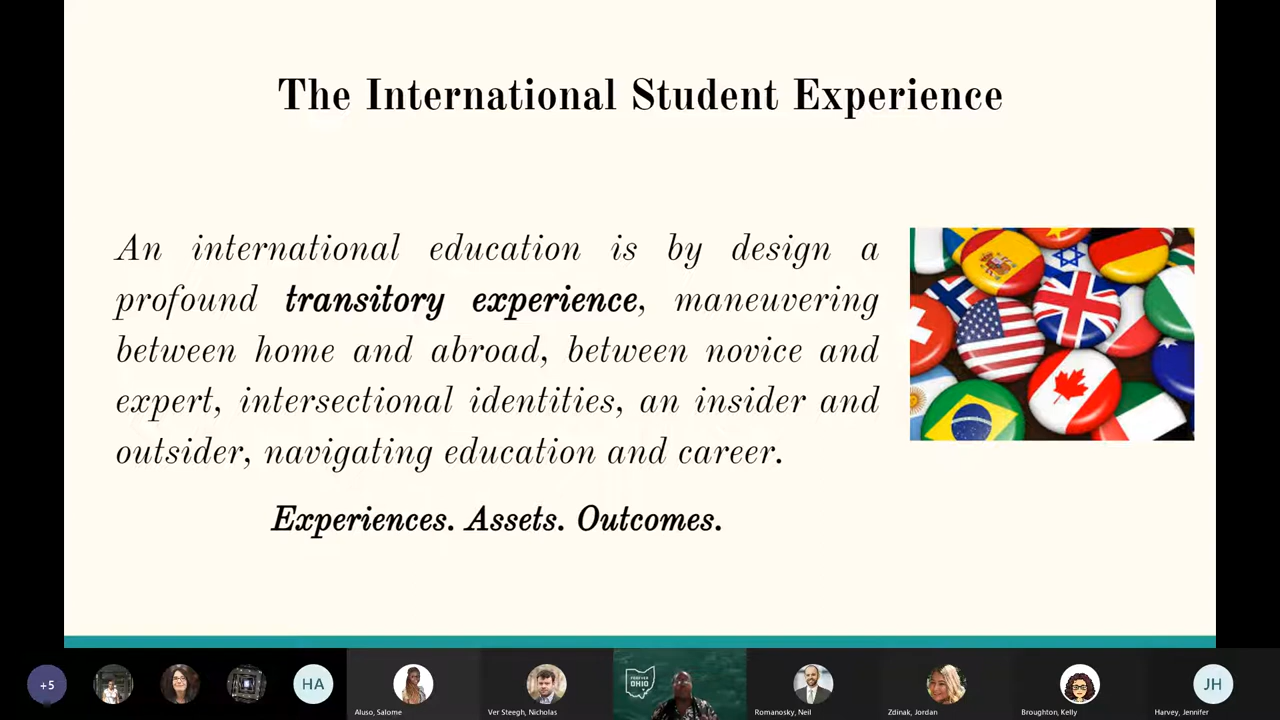 The International Student Experience
An international education is by design a
profound transitory experience, maneuvering
between home and abroad, between novice and
expert, intersectional identities, an insider and
outsider, navigating education and career.
Experiences. Assets. Outcomes.
+5
HA
Aluso, Salome
Ver Steegh, Nicholas
FOREVER
OHIO
Romanosky, Neil
Zdinak, Jordan
Broughton, Kelly
JH
Harvey, Jennifer